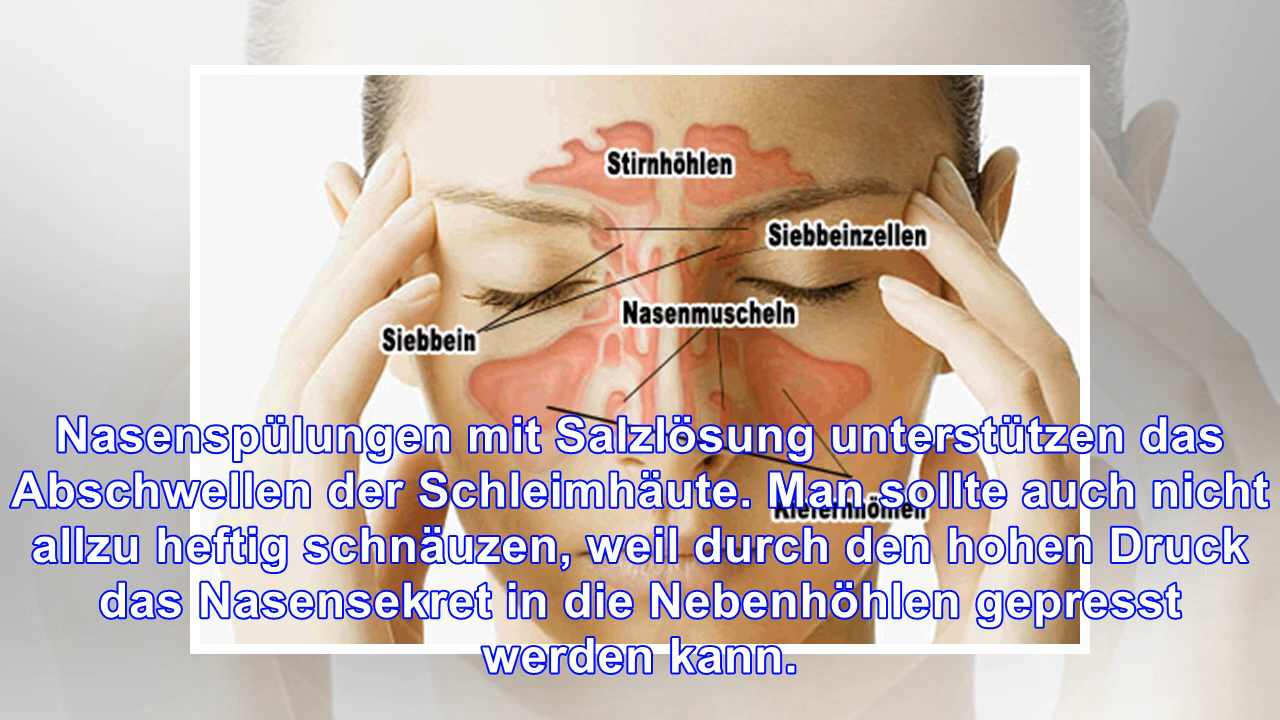 Stirnhöhlen
Siebbeinzellen
Nasenmuscheln
Siebbein
Nasenspülungen mit Salzlösung unterstützen das
Abschwellen der Schleimhäute. Man sollte auch nicht
Kieferhöhlen
allzu heftig schnäuzen, weil durch den hohen Druck
das Nasensekret in die Nebenhöhlen gepresst
werden kann.